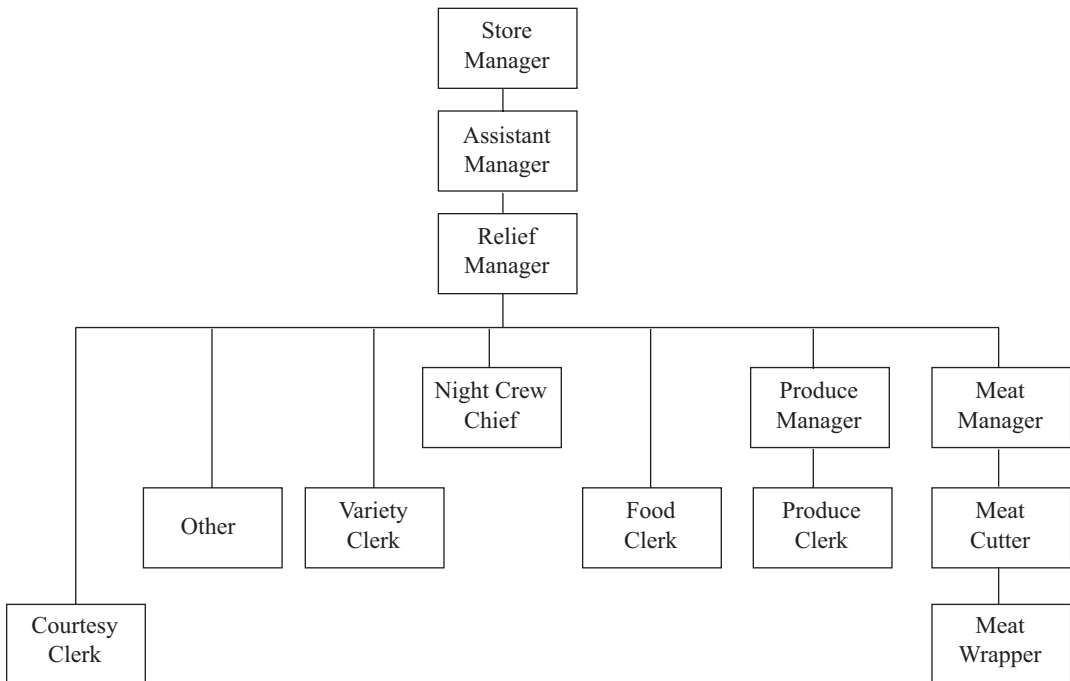 Store
Manager
Assistant
Manager
Relief
Manager
Night Crew
Chief
Produce
Manager
Meat
Manager
Other
Variety
Clerk
Food
Clerk
Produce
Clerk
Meat
Cutter
Courtesy
Clerk
Meat
Wrapper